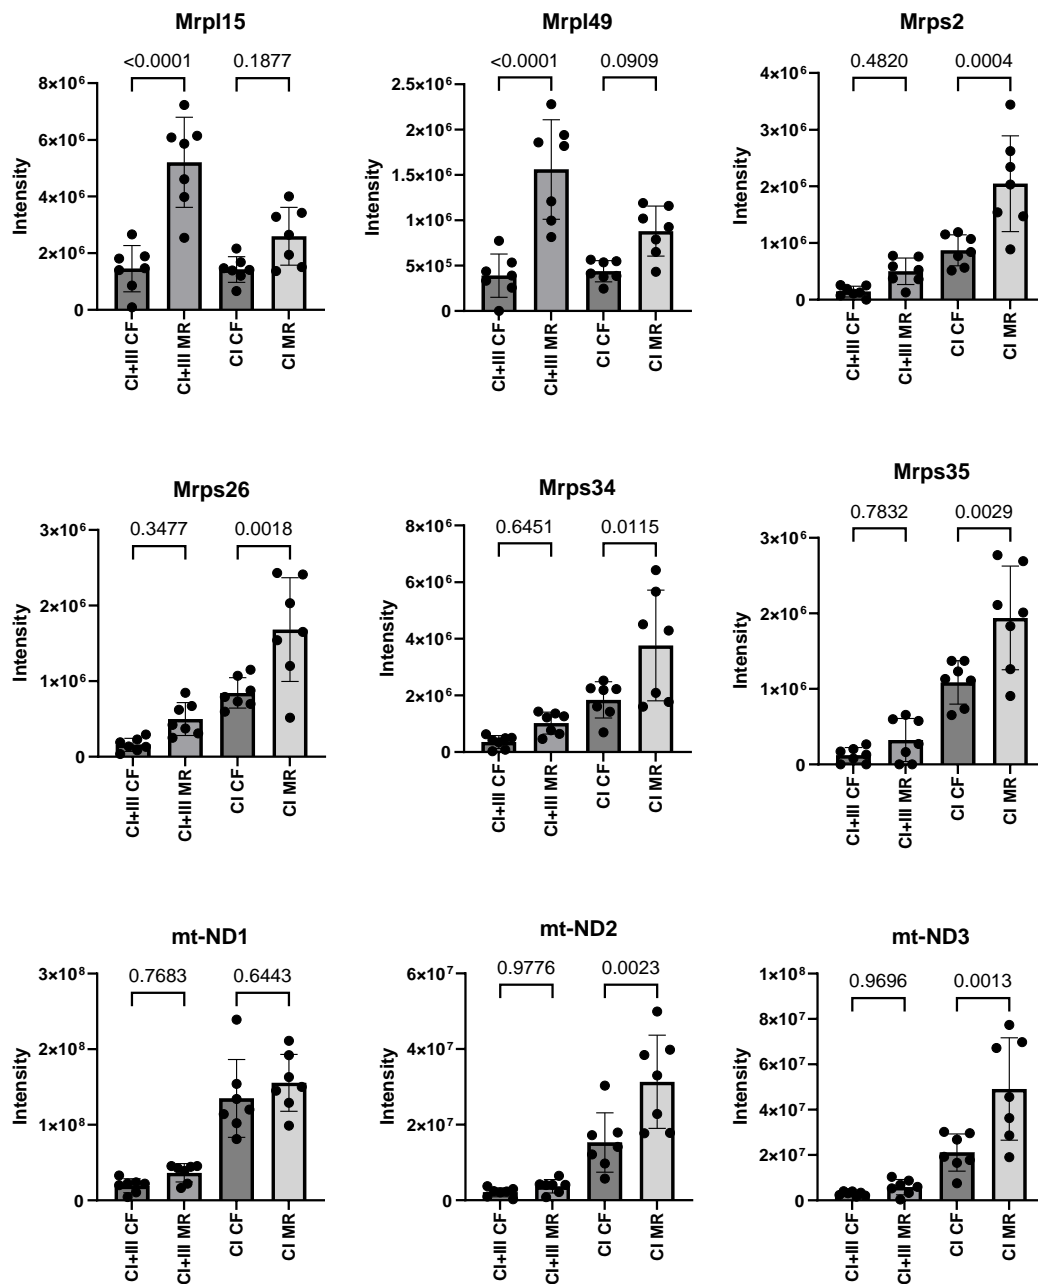 Mrpl15
<0.0001 0.1877
8×10⁶
6×10⁶
4×10⁶
2×10⁶
0
Intensity
CI+III CF
CI+III MR
CI CF
CI MR
Mrpl49
<0.0001 0.0909
2.5×10⁶
2.0×10⁶
1.5×10⁶
1.0×10⁶
5.0×10⁵
0
Intensity
CI+III CF
CI+III MR
CI CF
CI MR
Mrps2
0.4820 0.0004
4×10⁶
3×10⁶
2×10⁶
1×10⁶
0
Intensity
CI+III CF
CI+III MR
CI CF
CI MR
Mrps26
0.3477 0.0018
3×10⁶
2×10⁶
1×10⁶
0
Intensity
CI+III CF
CI+III MR
CI CF
CI MR
Mrps34
0.6451 0.0115
8×10⁶
6×10⁶
4×10⁶
2×10⁶
0
Intensity
CI+III CF
CI+III MR
CI CF
CI MR
Mrps35
0.7832 0.0029
3×10⁶
2×10⁶
1×10⁶
0
Intensity
CI+III CF
CI+III MR
CI CF
CI MR
mt-ND1
0.7683 0.6443
3×10⁸
2×10⁸
1×10⁸
0
Intensity
CI+III CF
CI+III MR
CI CF
CI MR
mt-ND2
0.9776 0.0023
6×10⁷
4×10⁷
2×10⁷
0
Intensity
CI+III CF
CI+III MR
CI CF
CI MR
mt-ND3
0.9696 0.0013
1×10⁸
8×10⁷
6×10⁷
4×10⁷
2×10⁷
0
Intensity
CI+III CF
CI+III MR
CI CF
CI MR